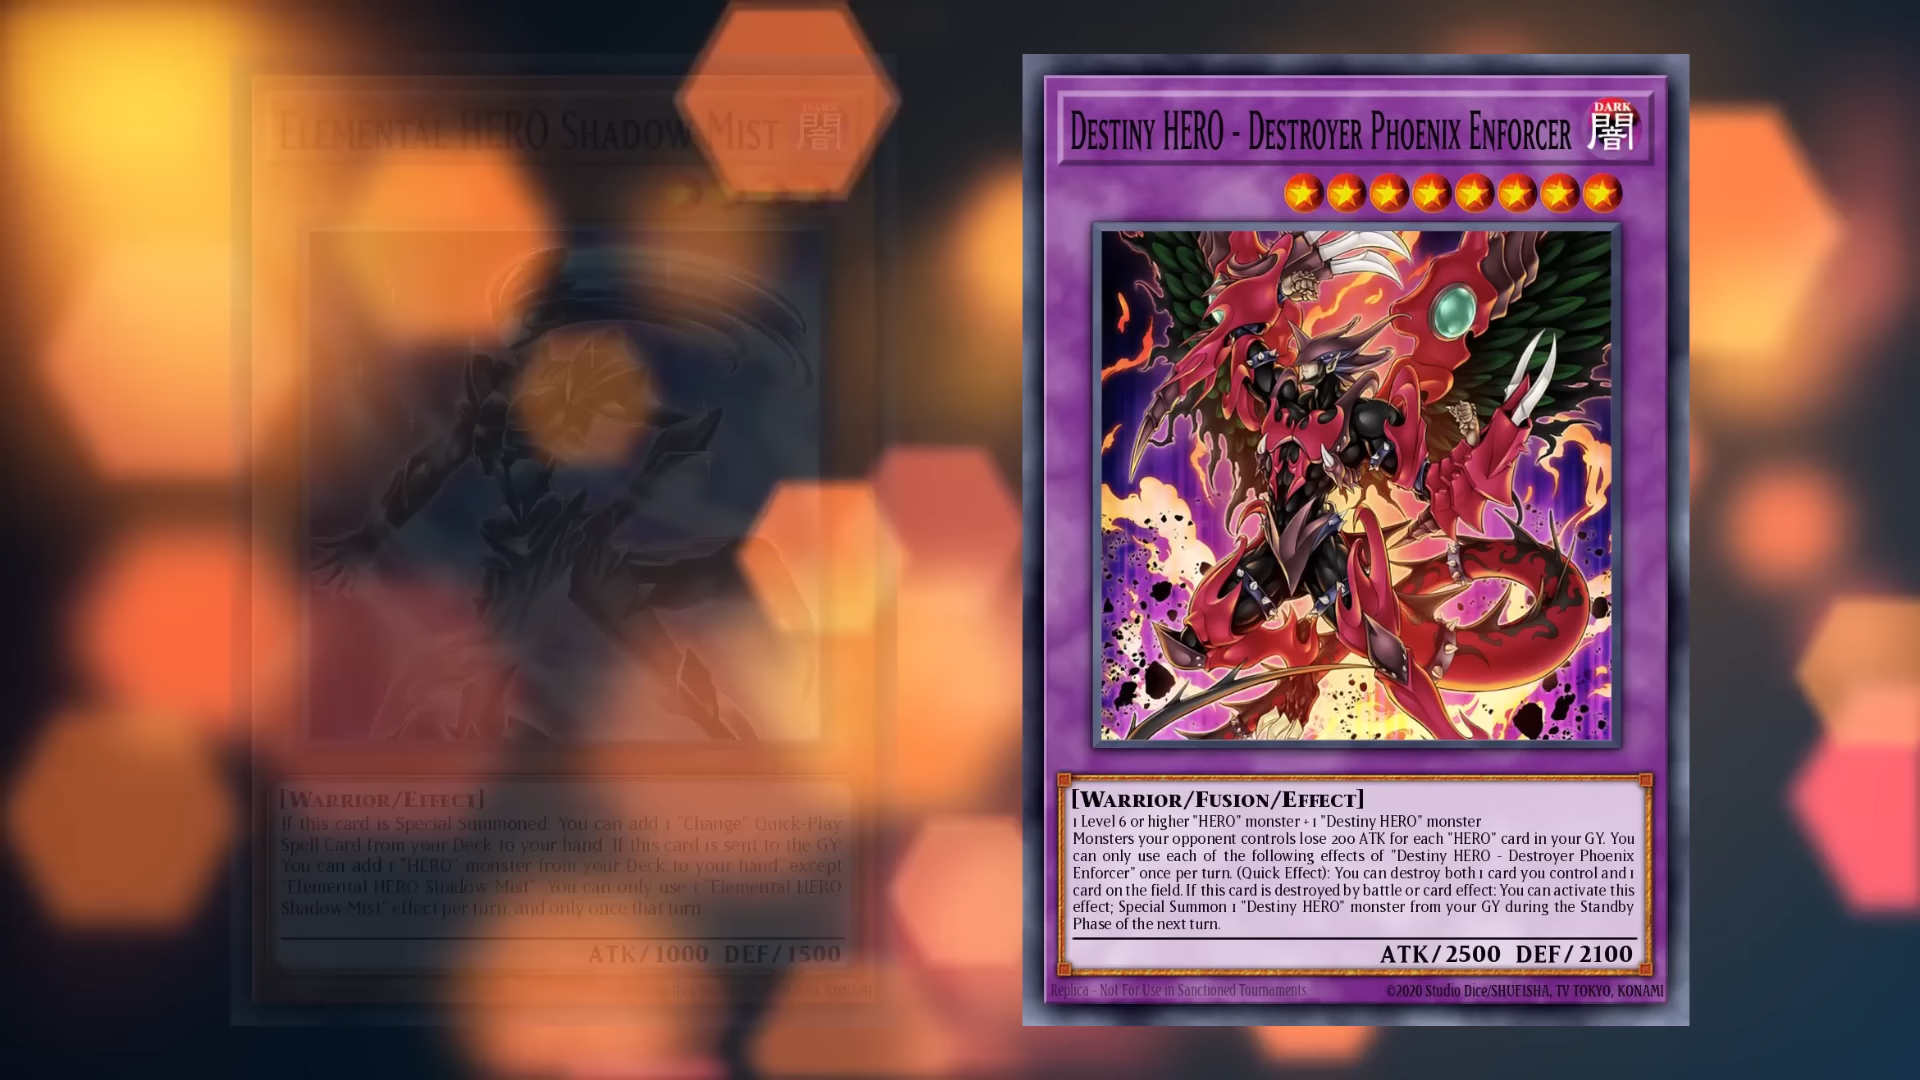 Elemental HERO Shadow Mist
DARK
闇
[Warrior/Effect]
If this card is Special Summoned: You can add 1 "Change" Quick-Play
Spell Card from your Deck to your hand. If this card is sent to the GY:
You can add 1 "HERO" monster from your Deck to your hand, except
"Elemental HERO Shadow Mist". You can only use 1 "Elemental HERO
Shadow Mist" effect per turn, and only once that turn.
ATK/1000 DEF/1500
KONAMI
Destiny HERO - Destroyer Phoenix Enforcer
DARK
闇
[Warrior/Fusion/Effect]
1 Level 6 or higher "HERO" monster + 1 "Destiny HERO" monster
Monsters your opponent controls lose 200 ATK for each "HERO" card in your GY. You
can only use each of the following effects of "Destiny HERO - Destroyer Phoenix
Enforcer" once per turn. (Quick Effect): You can destroy both 1 card you control and 1
card on the field. If this card is destroyed by battle or card effect: You can activate this
effect; Special Summon 1 "Destiny HERO" monster from your GY during the Standby
Phase of the next turn.
ATK/2500 DEF/2100
Replica - Not For Use in Sanctioned Tournaments
©2020 Studio Dice/SHUEISHA, TV TOKYO, KONAMI